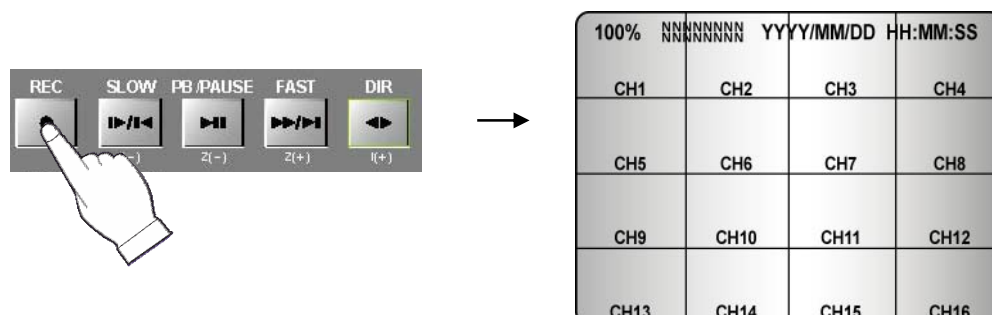 REC SLOW PB/PAUSE FAST DIR
(-) Z(-) Z(+) I(+)
100% NNNNNNNN NNNNNNNN YYYY/MM/DD HH:MM:SS
CH1 CH2 CH3 CH4
CH5 CH6 CH7 CH8
CH9 CH10 CH11 CH12
CH13 CH14 CH15 CH16